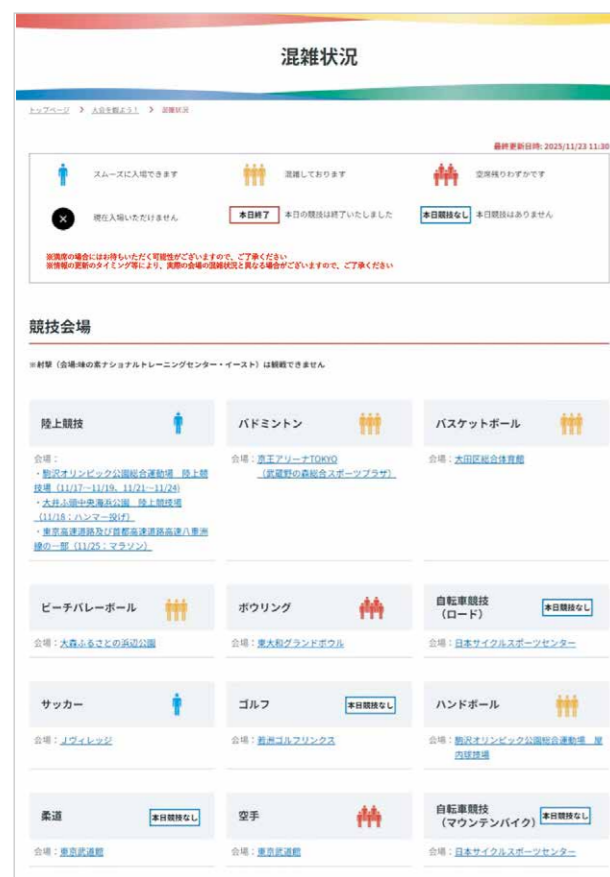 混雑状況
トップページ > 大会を観よう！ > 混雑状況
最終更新日時: 2025/11/23 11:30
スムーズに入場できます
混雑しております
空席残りわずかです
現在入場いただけません
本日終了 本日の競技は終了いたしました
本日競技なし 本日競技はありません
※満席の場合にはお待ちいただく可能性がございますので、ご了承ください
※情報の更新のタイミング等により、実際の会場の混雑状況と異なる場合がございますので、ご了承ください
競技会場
※射撃（会場:味の素ナショナルトレーニングセンター・イースト）は観戦できません
陸上競技
会場：
・駒沢オリンピック公園総合運動場　陸上競
技場（11/17～11/19、11/21～11/24)
・大井ふ頭中央海浜公園　陸上競技場
（11/18：ハンマー投げ）
・東京高速道路及び首都高速道路高速八重洲
線の一部（11/25：マラソン）
バドミントン
会場：京王アリーナTOKYO
（武蔵野の森総合スポーツプラザ）
バスケットボール
会場：大田区総合体育館
ビーチバレーボール
会場：大森ふるさとの浜辺公園
ボウリング
会場：東大和グランドボウル
自転車競技
（ロード）
本日競技なし
会場：日本サイクルスポーツセンター
サッカー
会場：Jヴィレッジ
ゴルフ
本日競技なし
会場：若洲ゴルフリンクス
ハンドボール
会場：駒沢オリンピック公園総合運動場　屋
内球技場
柔道
本日競技なし
会場：東京武道館
空手
会場：東京武道館
自転車競技
（マウンテンバイク）
本日競技なし
会場：日本サイクルスポーツセンター